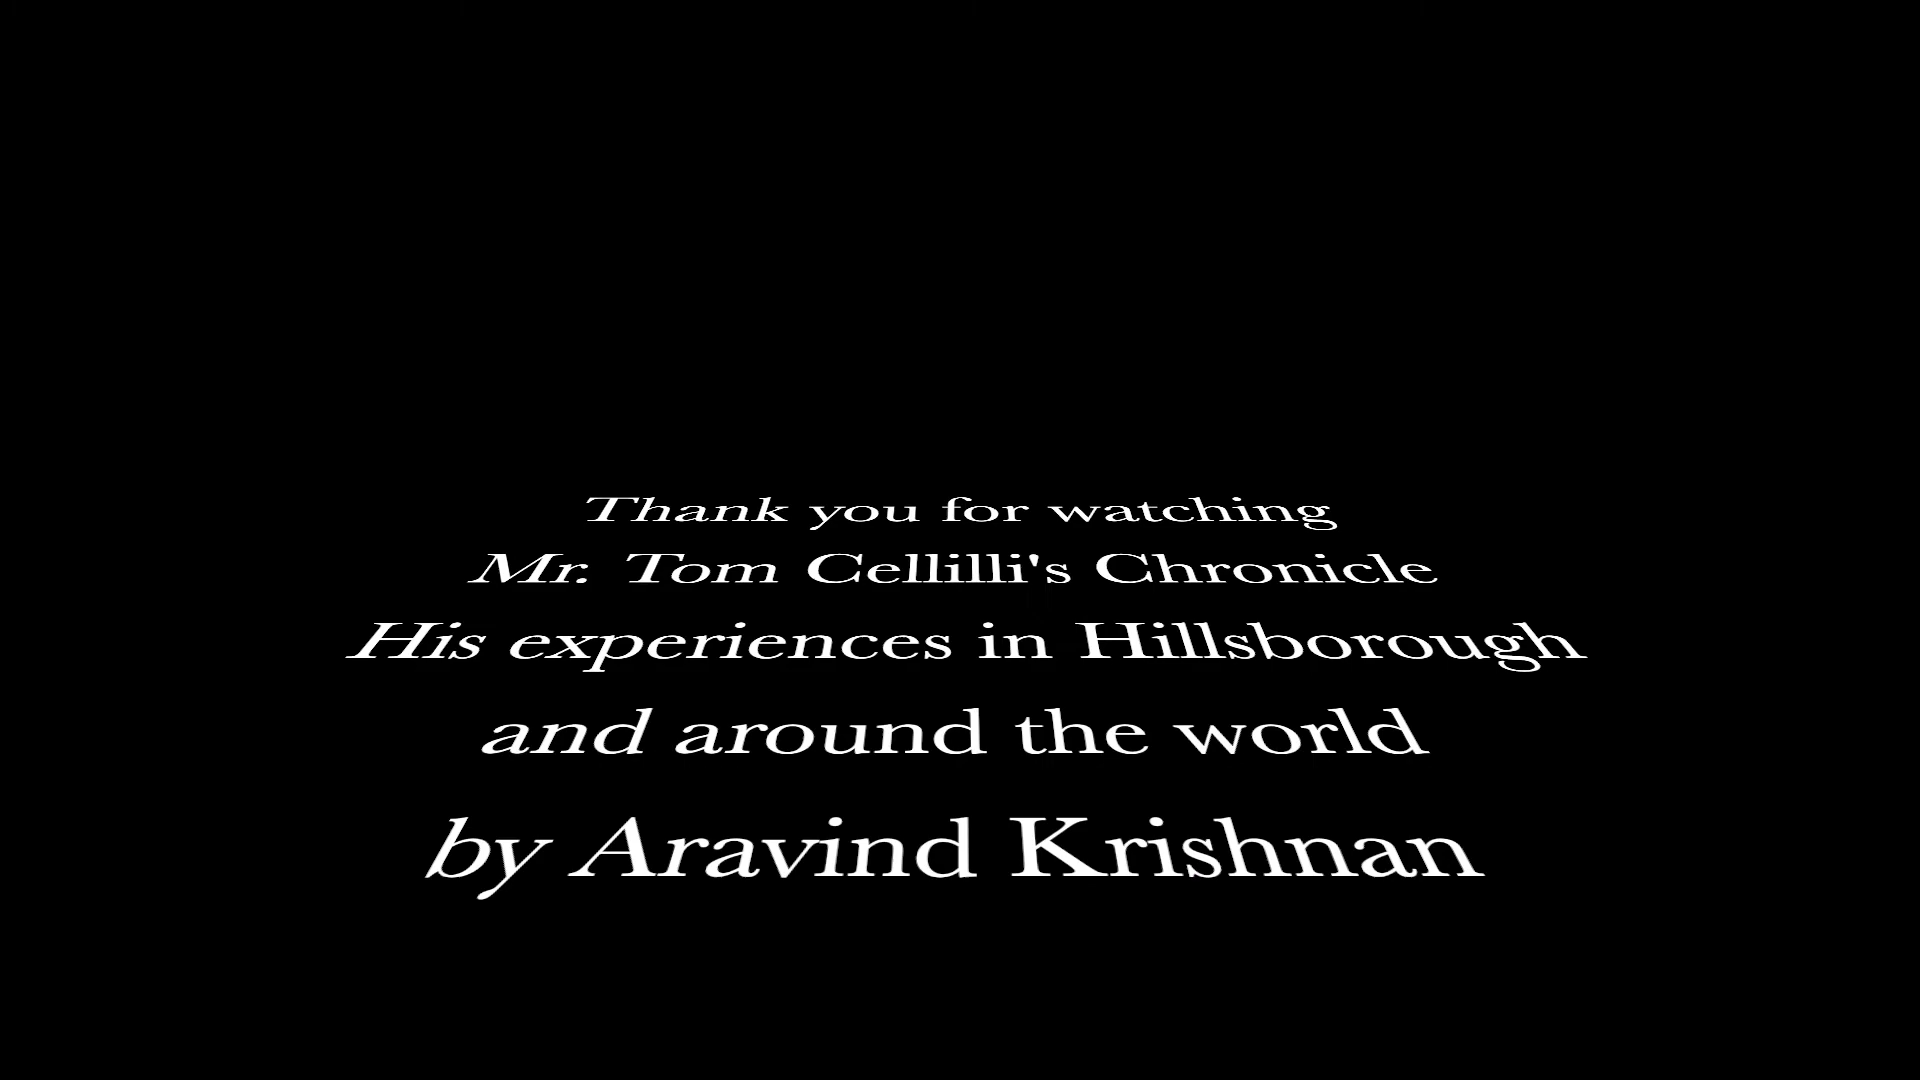 Thank you for watching
Mr. Tom Cellilli's Chronicle
His experiences in Hillsborough
and around the world
by Aravind Krishnan